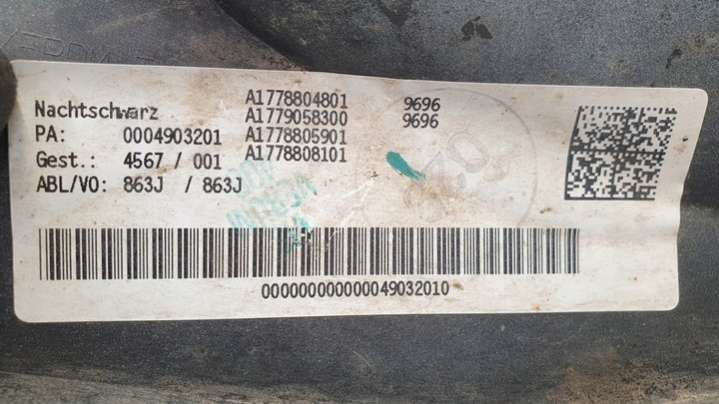 Nachtschwarz A1778804801 9696
A1779058300 9696
PA: 0004903201 A1778805901
Gest.: 4567 / 001 A1778808101
ABL/VO: 863J / 863J
000000000000049032010